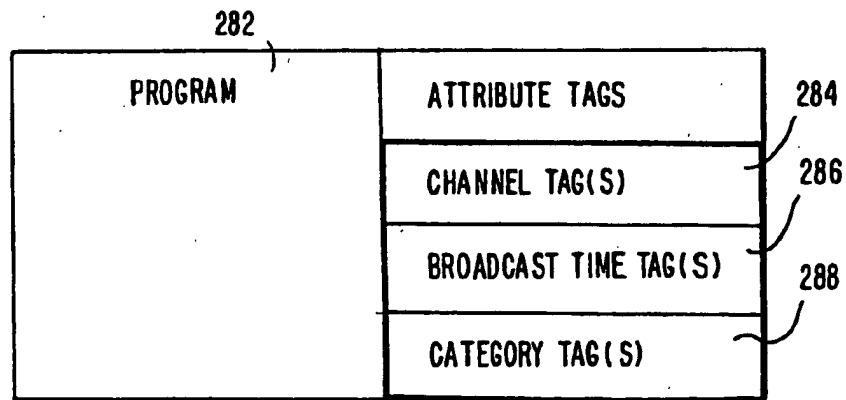 282
PROGRAM
ATTRIBUTE TAGS
284
CHANNEL TAG(S)
286
BROADCAST TIME TAG(S)
288
CATEGORY TAG(S)